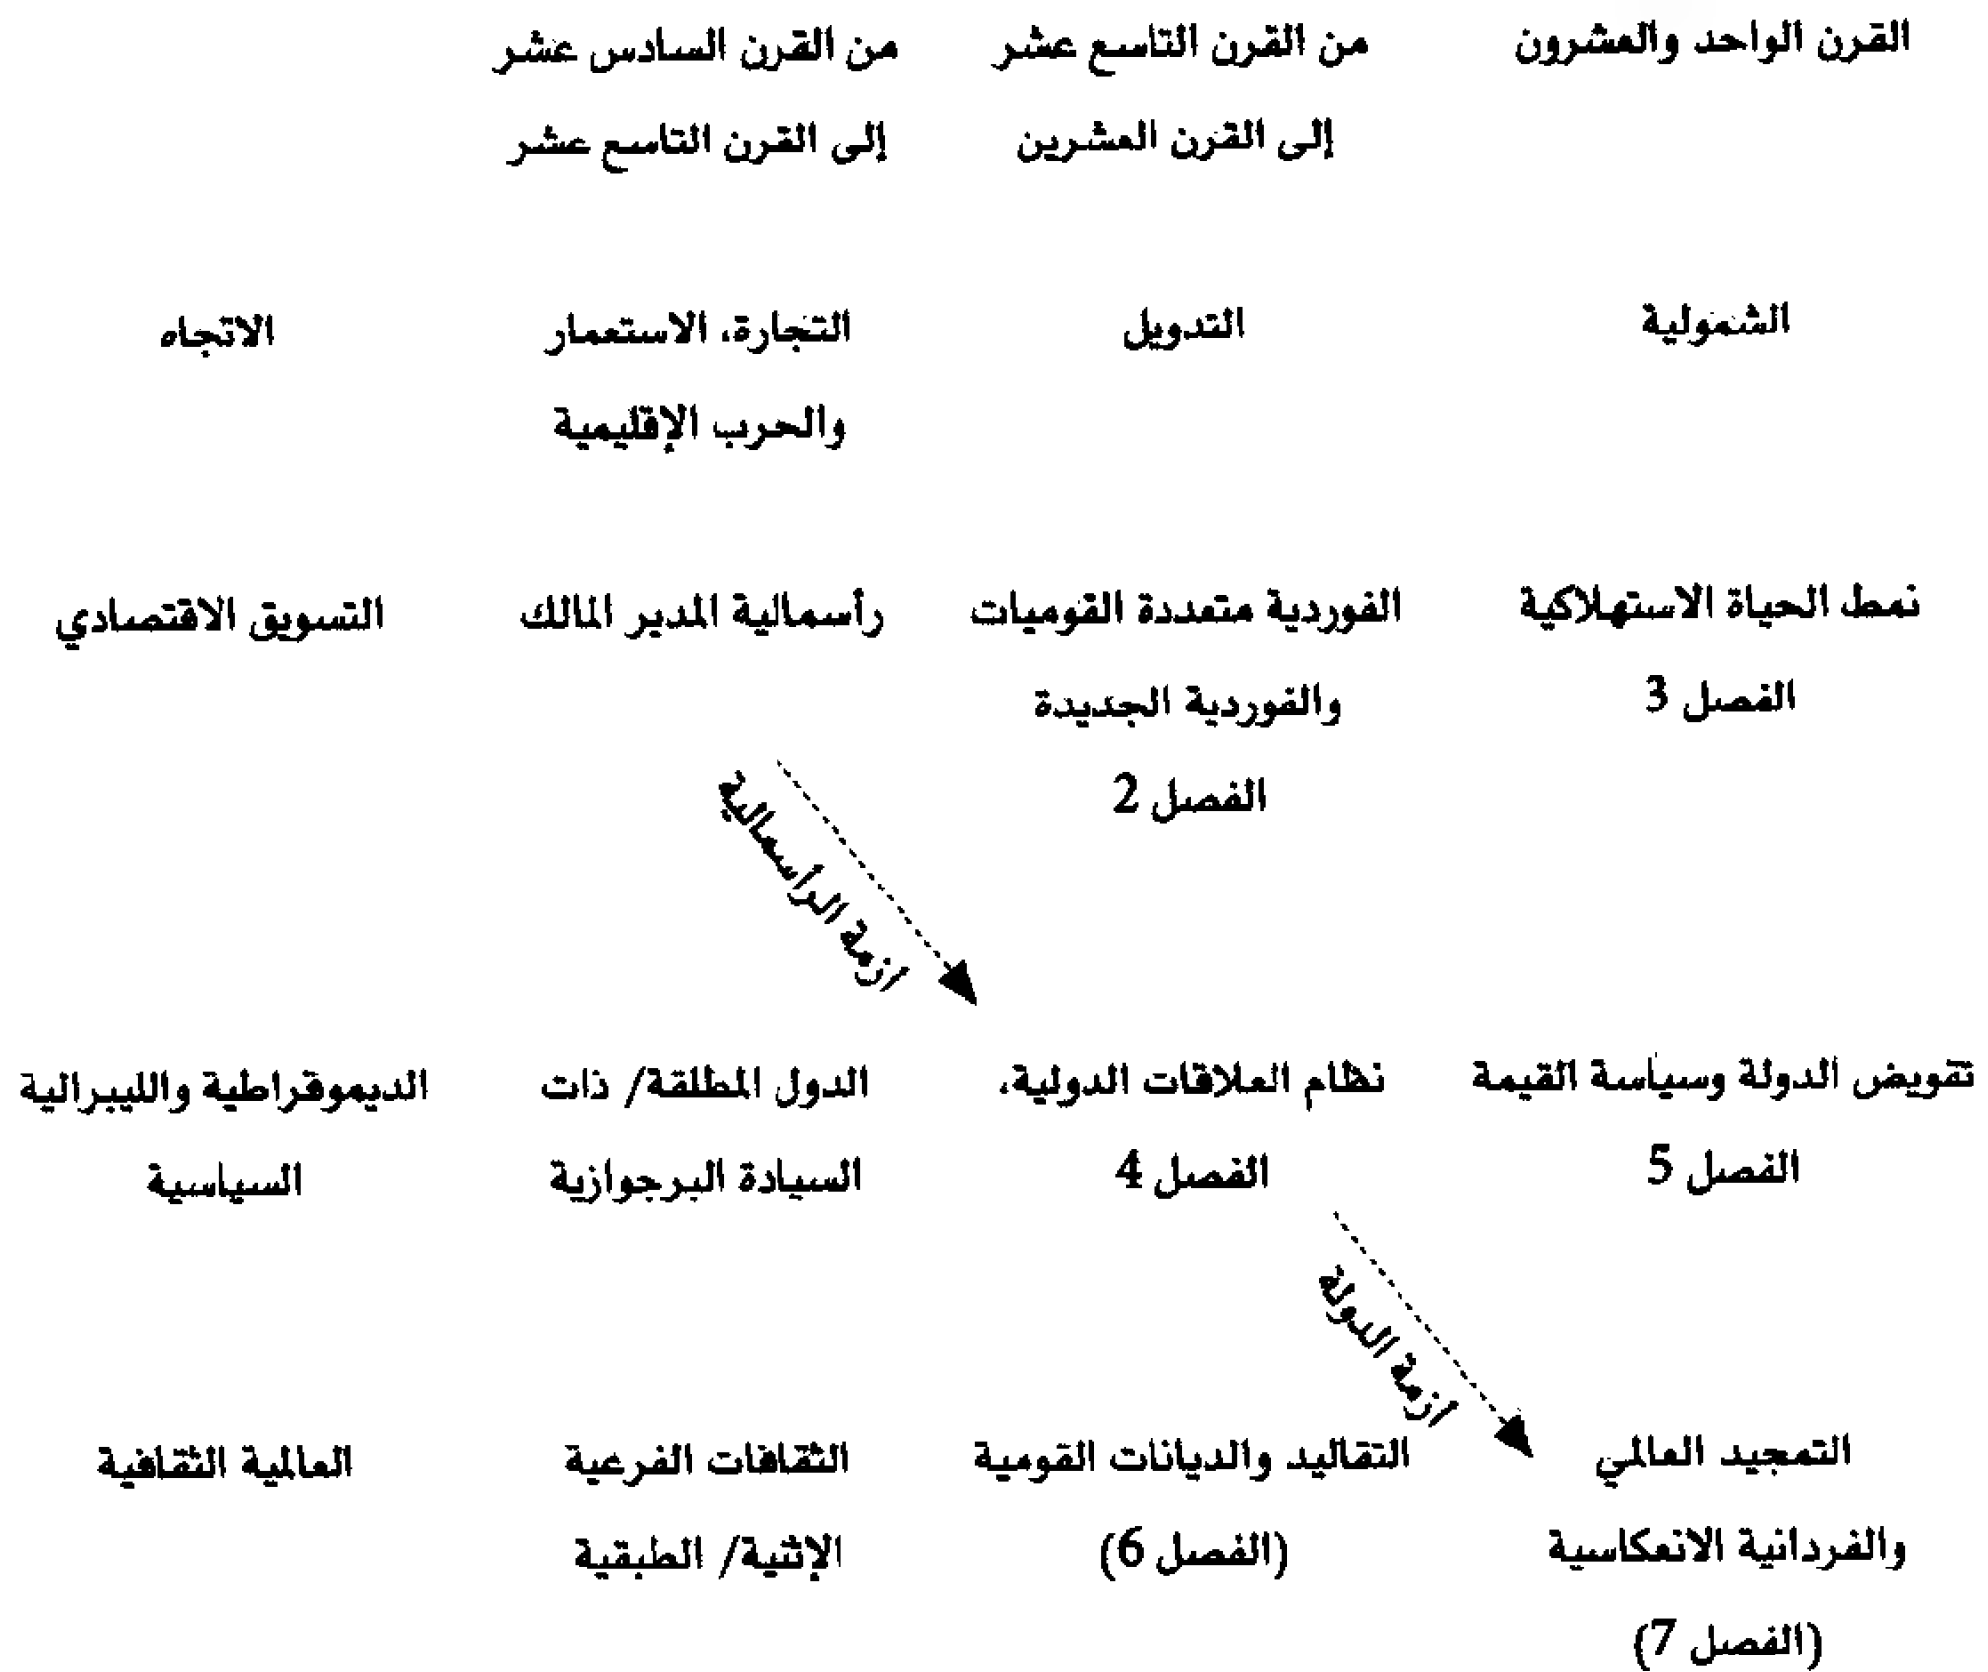 القرن الواحد والعشرون
من القرن التاسع عشر
إلى القرن العشرين
من القرن السادس عشر
إلى القرن التاسع عشر
الشمولية
التدويل
التجارة، الاستعمار
والحرب الإقليمية
الاتجاه
نمط الحياة الاستهلاكية
الفصل 3
الفوردية متعددة القوميات
والفوردية الجديدة
الفصل 2
رأسمالية المدير المالك
التسويق الاقتصادي
أزمة الرأسمالية
تقويض الدولة وسياسة القيمة
الفصل 5
نظام العلاقات الدولية،
الفصل 4
الدول المطلقة/ ذات
السيادة البرجوازية
الديموقراطية والليبرالية
السياسية
أزمة الدولة
التمجيد العالمي
والفردانية الانعكاسية
(الفصل 7)
التقاليد والديانات القومية
(الفصل 6)
الثقافات الفرعية
الإثنية/ الطبقية
العالمية الثقافية